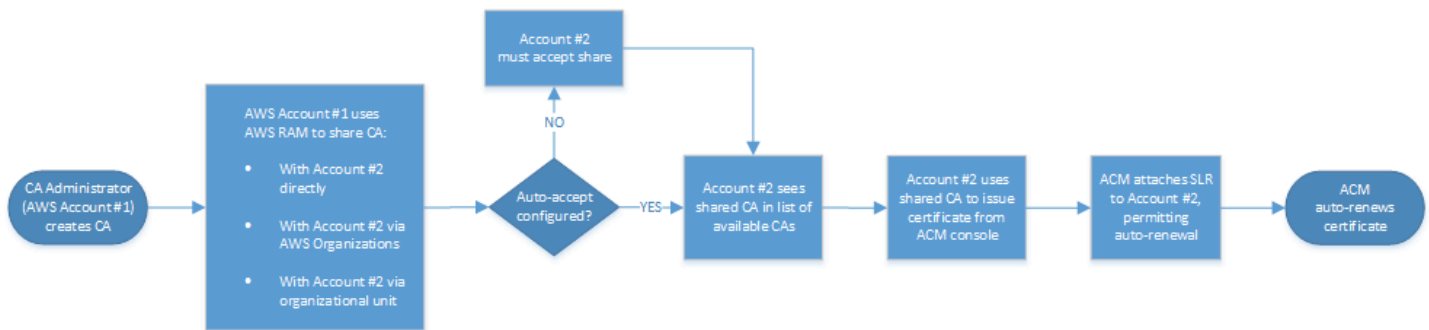 CA Administrator
(AWS Account #1)
creates CA
AWS Account #1 uses
AWS RAM to share CA:
• With Account #2
directly
• With Account #2 via
AWS Organizations
• With Account #2 via
organizational unit
Auto-accept
configured?
NO
Account #2
must accept share
YES
Account #2 sees
shared CA in list of
available CAs
Account #2 uses
shared CA to issue
certificate from
ACM console
ACM attaches SLR
to Account #2,
permitting
auto-renewal
ACM
auto-renews
certificate